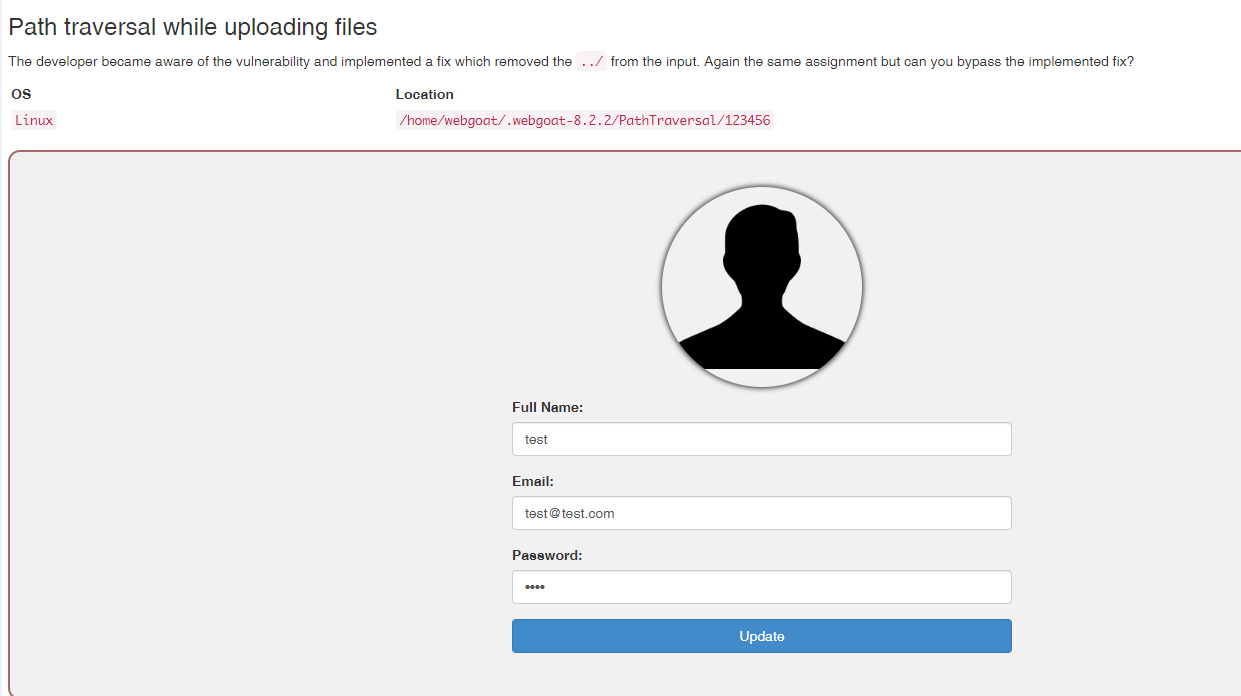 Path traversal while uploading files
The developer became aware of the vulnerability and implemented a fix which removed the ../ from the input. Again the same assignment but can you bypass the implemented fix?
OS Location
Linux /home/webgoat/.webgoat-8.2.2/PathTraversal/123456
Full Name:
test
Email:
test@test.com
Password:
••••
Update